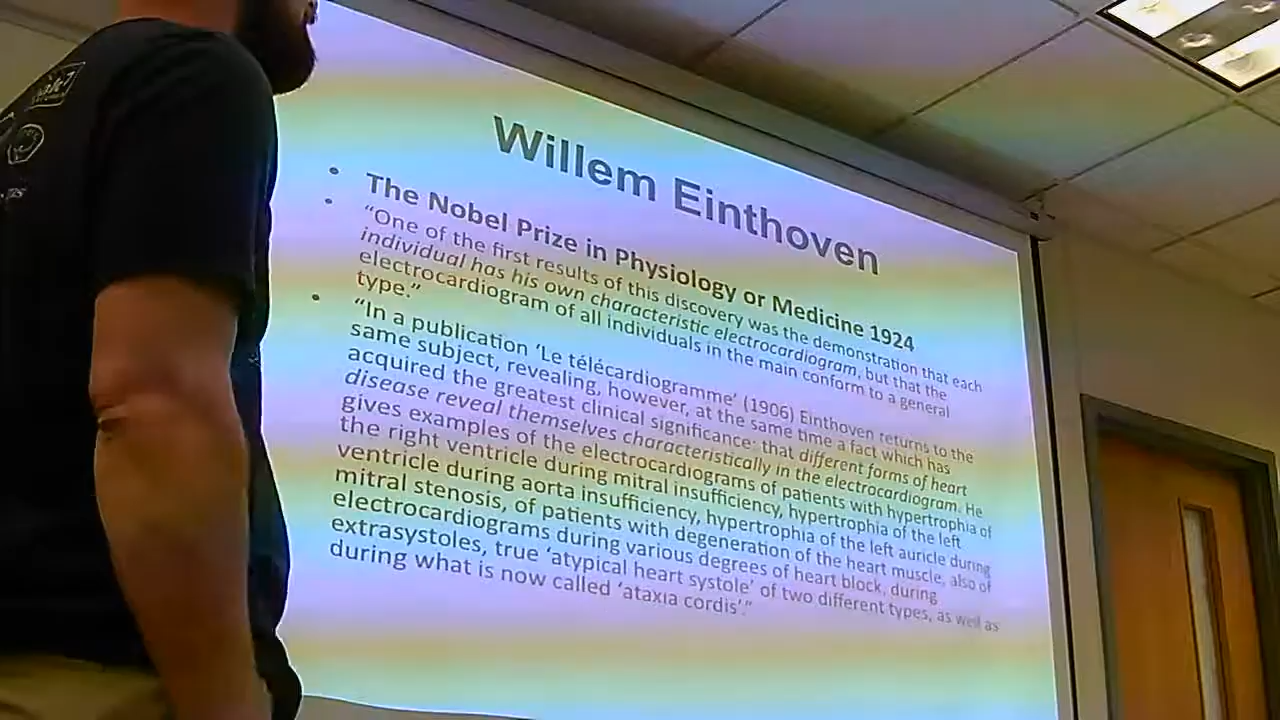 Willem Einthoven
• The Nobel Prize in Physiology or Medicine 1924
• “One of the first results of this discovery was the demonstration that each
individual has his own characteristic electrocardiogram, but that the
electrocardiogram of all individuals in the main conform to a general
type.”
• “In a publication ‘Le télécardiogramme’ (1906) Einthoven returns to the
same subject, revealing, however, at the same time a fact which has
acquired the greatest clinical significance: that different forms of heart
disease reveal themselves characteristically in the electrocardiogram. He
gives examples of the electrocardiograms of patients with hypertrophia of
the right ventricle during mitral insufficiency, hypertrophia of the left
ventricle during aorta insufficiency, hypertrophia of the left auricle during
mitral stenosis, of patients with degeneration of the heart muscle, also of
electrocardiograms during various degrees of heart block, during
extrasystoles, true ‘atypical heart systole’ of two different types, as well as
during what is now called ‘ataxia cordis’.”